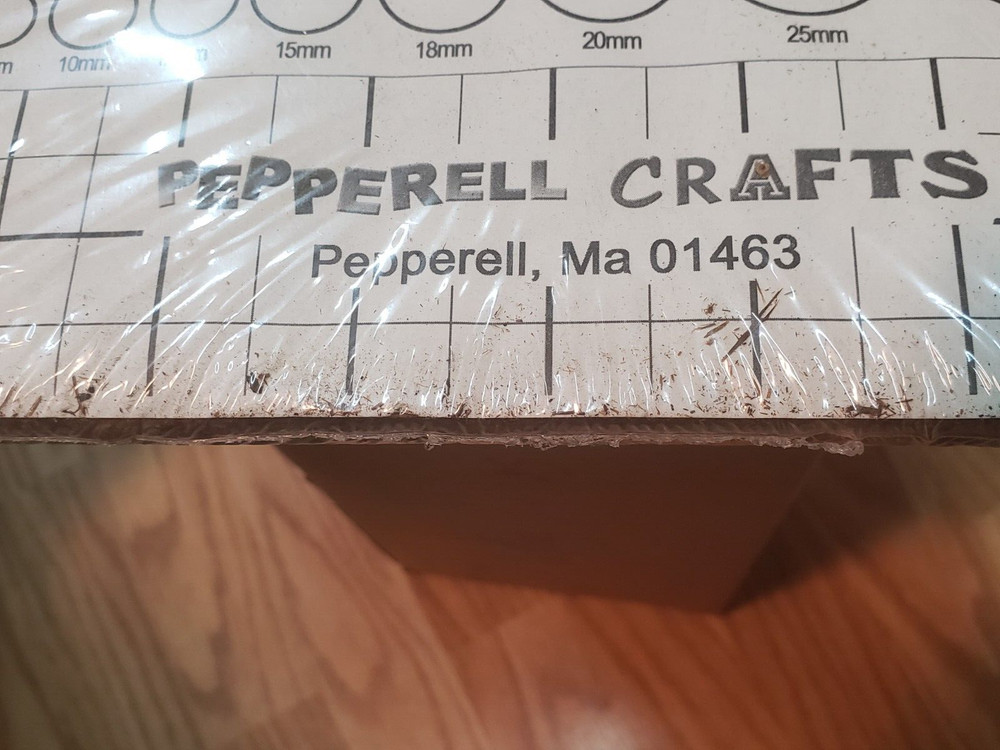 10mm 15mm 18mm 20mm 25mm
PEPPERELL CRAFTS
Pepperell, Ma 01463